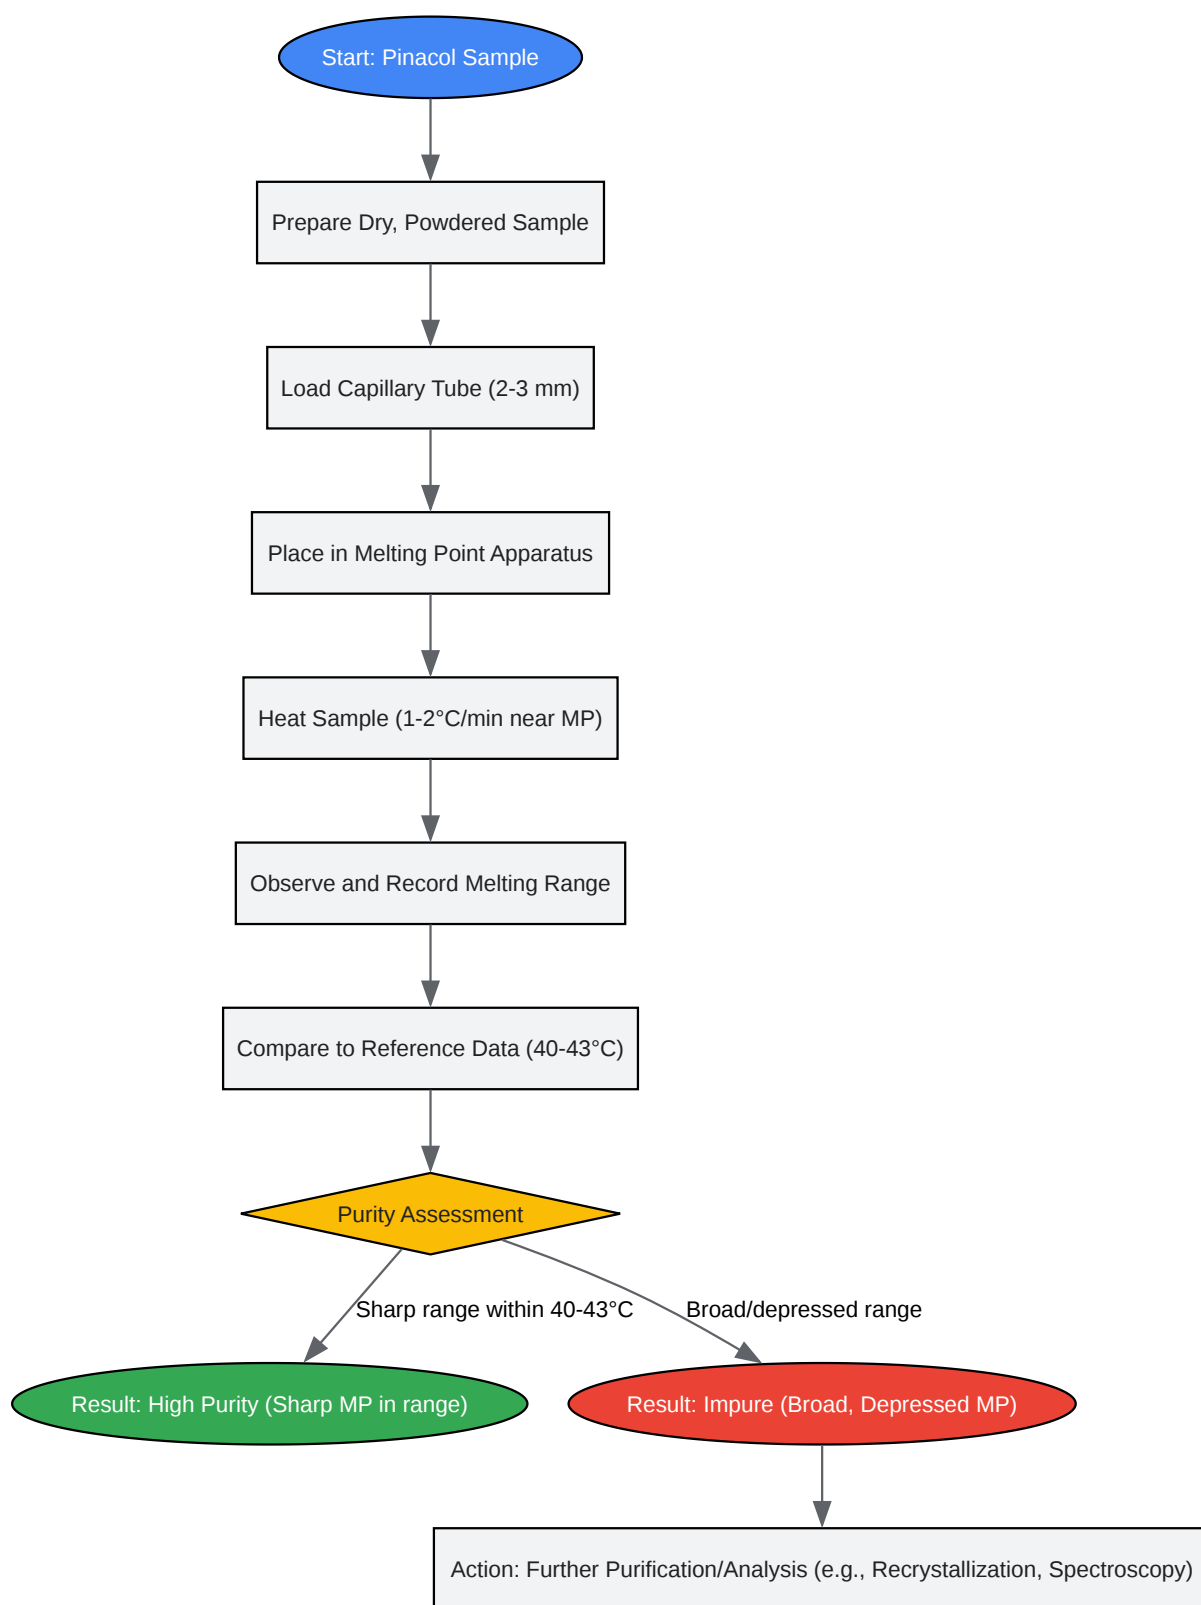 Start: Pinacol Sample
Prepare Dry, Powdered Sample
Load Capillary Tube (2-3 mm)
Place in Melting Point Apparatus
Heat Sample (1-2°C/min near MP)
Observe and Record Melting Range
Compare to Reference Data (40-43°C)
Purity Assessment
Sharp range within 40-43°C
Broad/depressed range
Result: High Purity (Sharp MP in range)
Result: Impure (Broad, Depressed MP)
Action: Further Purification/Analysis (e.g., Recrystallization, Spectroscopy)